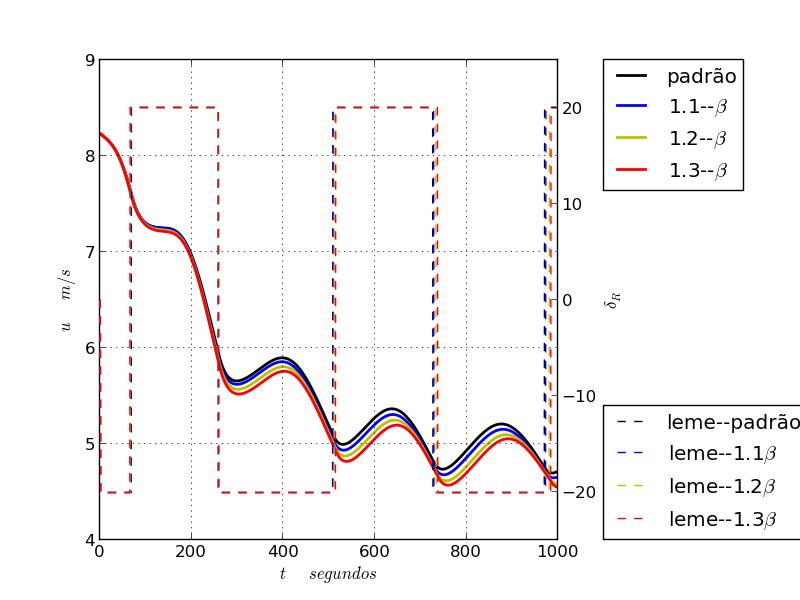 9
8
7
6
5
4
u m/s
0
200
400
600
800
1000
t segundos
20
10
0
−10
−20
δR
padrão
1.1--β
1.2--β
1.3--β
leme--padrão
leme--1.1β
leme--1.2β
leme--1.3β